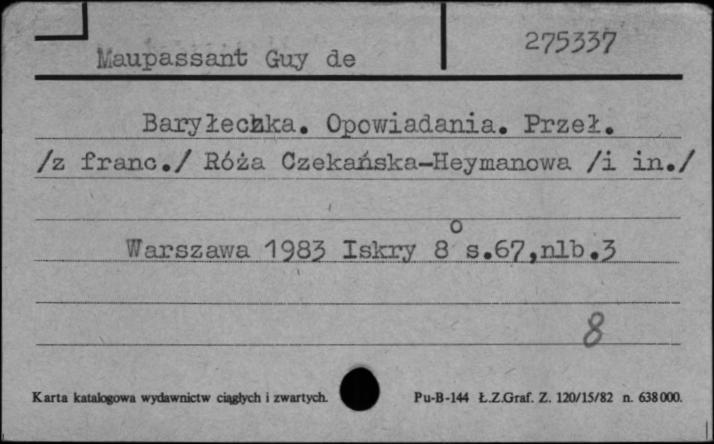 Maupassant Guy de 275337
Baryłeczka. Opowiadania. Przeł.
/z franc./ Róża Czekańska-Heymanowa /i in./
Warszawa 1983 Iskry 8° s.67,nlb.3
8
Karta katalogowa wydawnictw ciągłych i zwartych. Pu-B-144 Ł.Z.Graf. Z. 120/15/82 n. 638000.